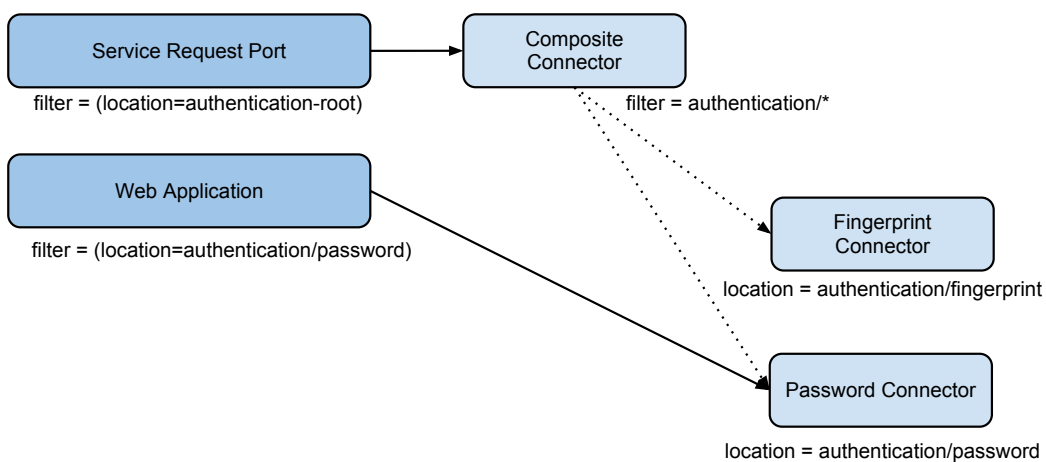 Service Request Port
Composite
Connector
filter = (location=authentication-root)
filter = authentication/*
Web Application
filter = (location=authentication/password)
Fingerprint
Connector
location = authentication/fingerprint
Password Connector
location = authentication/password